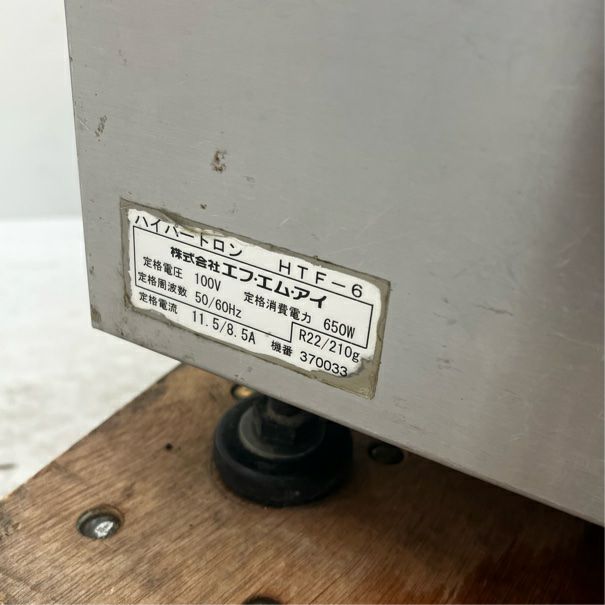 ハイパートロン HTF-6
株式会社エフ・エム・アイ
定格電圧 100V 定格消費電力 650W
定格周波数 50/60Hz R22/210g
定格電流 11.5/8.5A 機番 370033